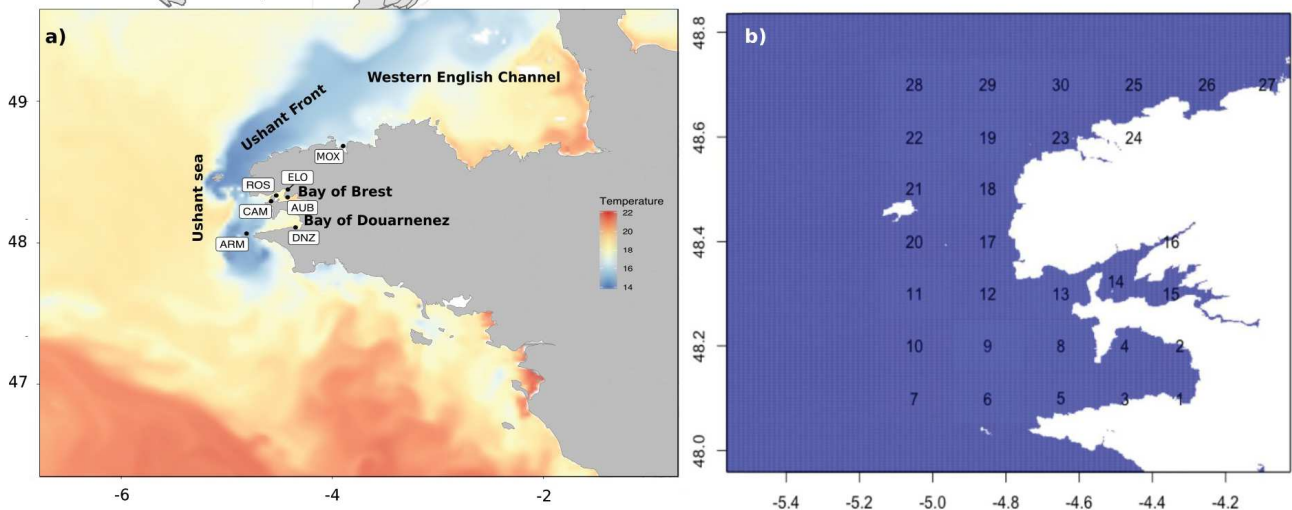 a)
Western English Channel
Ushant Front
Ushant sea
MOX
ELO
ROS
Bay of Brest
CAM
AUB
Bay of Douarnenez
ARM
DNZ
Temperature
22
20
18
16
14
49
48
47
-6
-4
-2
b)
48.8
48.6
48.4
48.2
48.0
28 29 30 25 26 27
22 19 23 24
21 18
20 17 16
14
11 12 13 15
10 9 8 4 2
7 6 5 3 1
-5.4 -5.2 -5.0 -4.8 -4.6 -4.4 -4.2